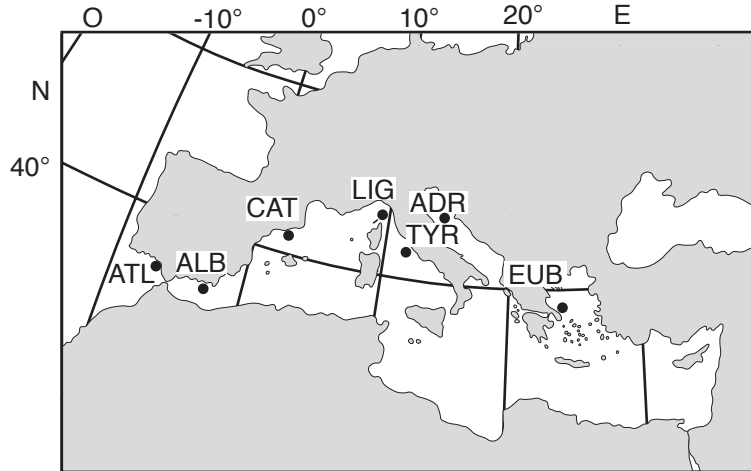 O -10° 0° 10° 20° E
N
40°
LIG
CAT ADR
TYR
ATL ALB EUB